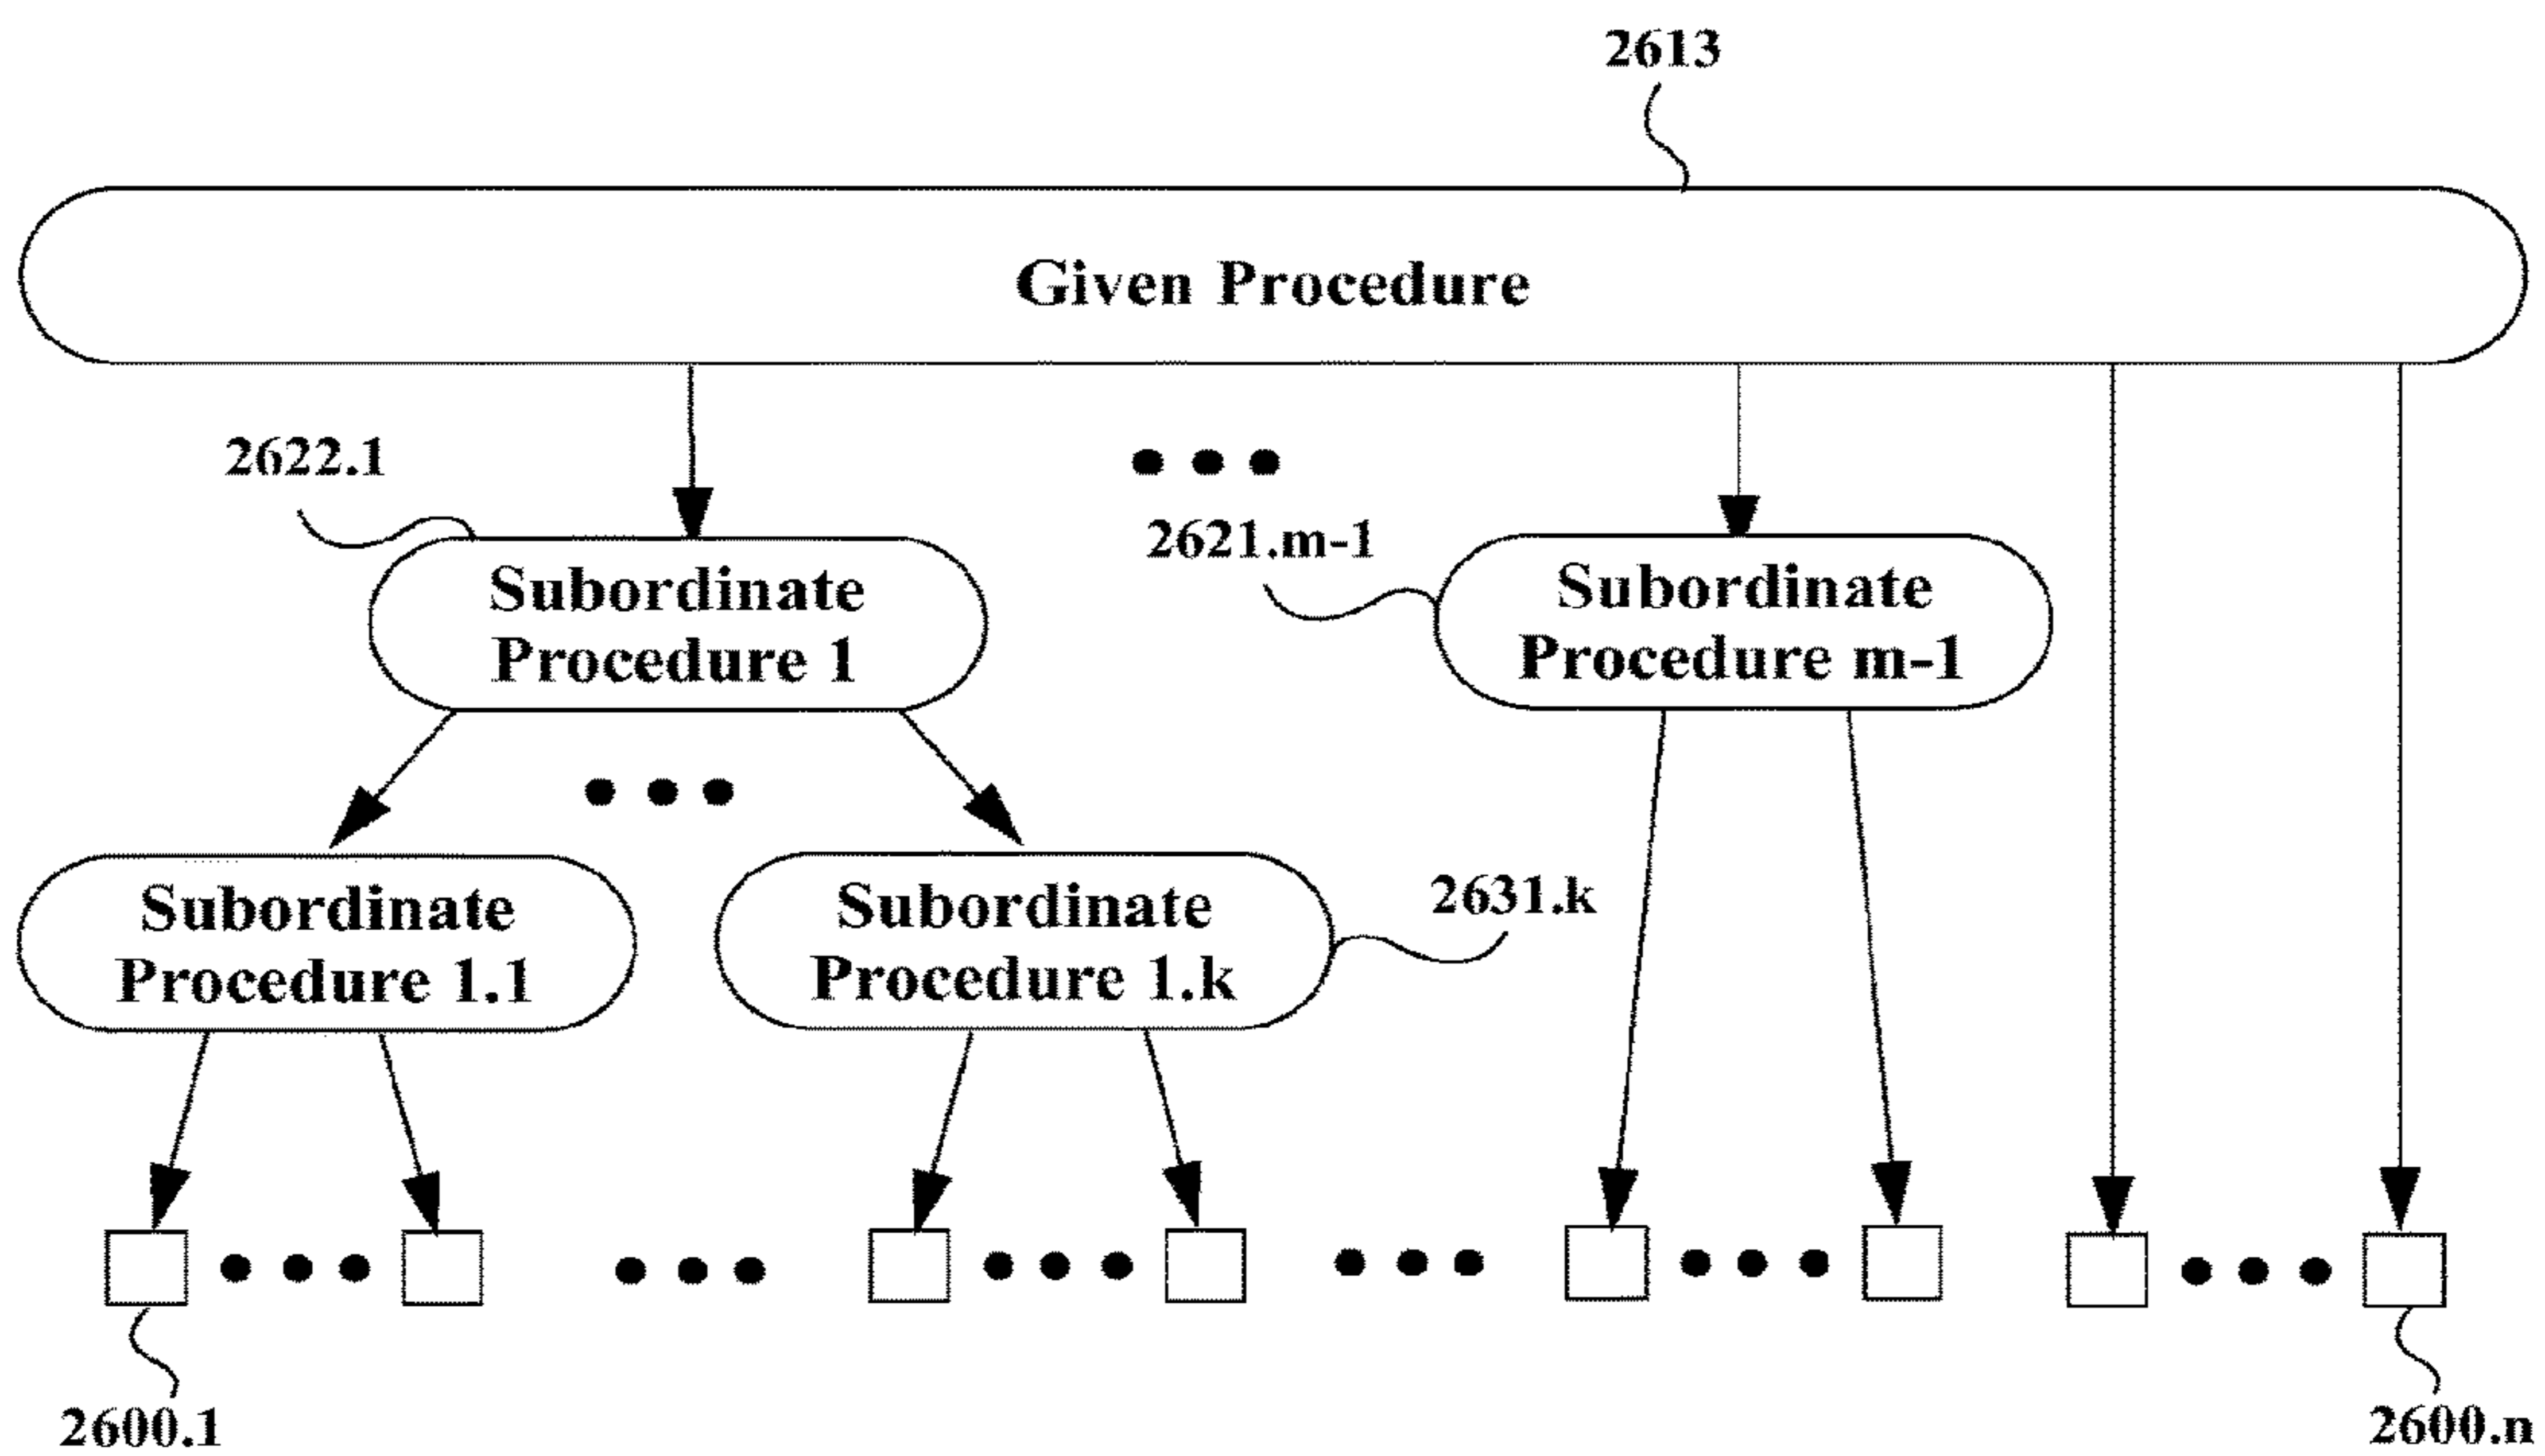 2613
Given Procedure
2622.1
2621.m-1
Subordinate
Procedure 1
Subordinate
Procedure m-1
Subordinate
Procedure 1.1
Subordinate
Procedure 1.k
2631.k
2600.1
2600.n